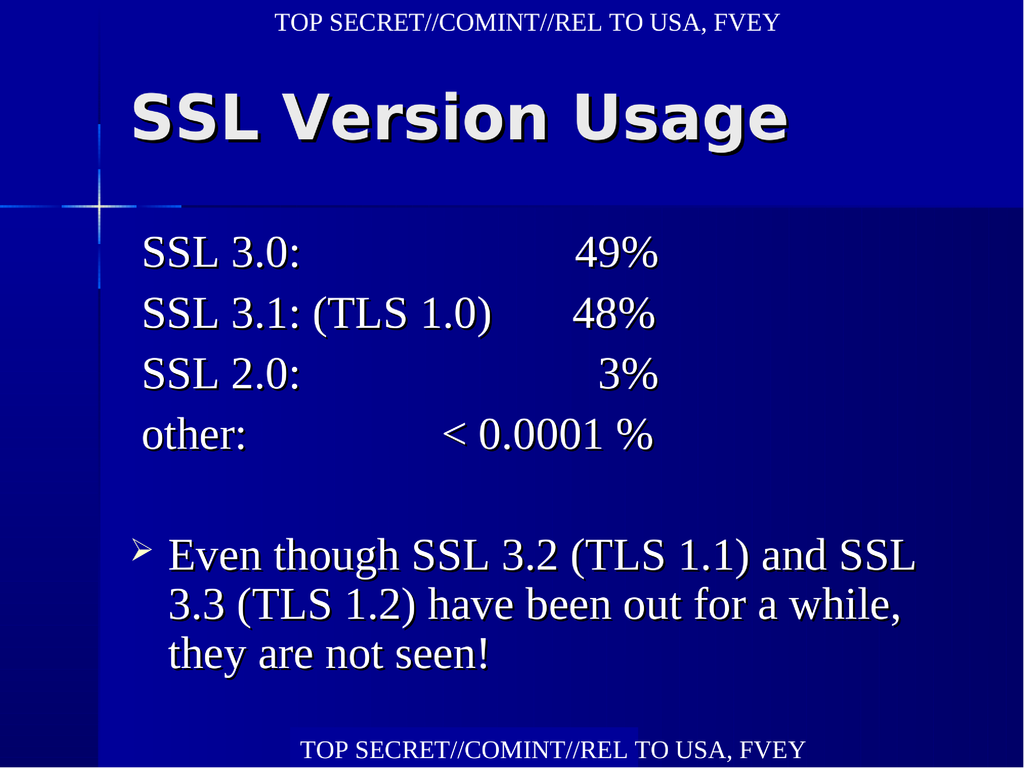 TOP SECRET//COMINT//REL TO USA, FVEY
SSL Version Usage
SSL 3.0: 49%
SSL 3.1: (TLS 1.0) 48%
SSL 2.0: 3%
other: < 0.0001 %
➢ Even though SSL 3.2 (TLS 1.1) and SSL
3.3 (TLS 1.2) have been out for a while,
they are not seen!
TOP SECRET//COMINT//REL TO USA, FVEY